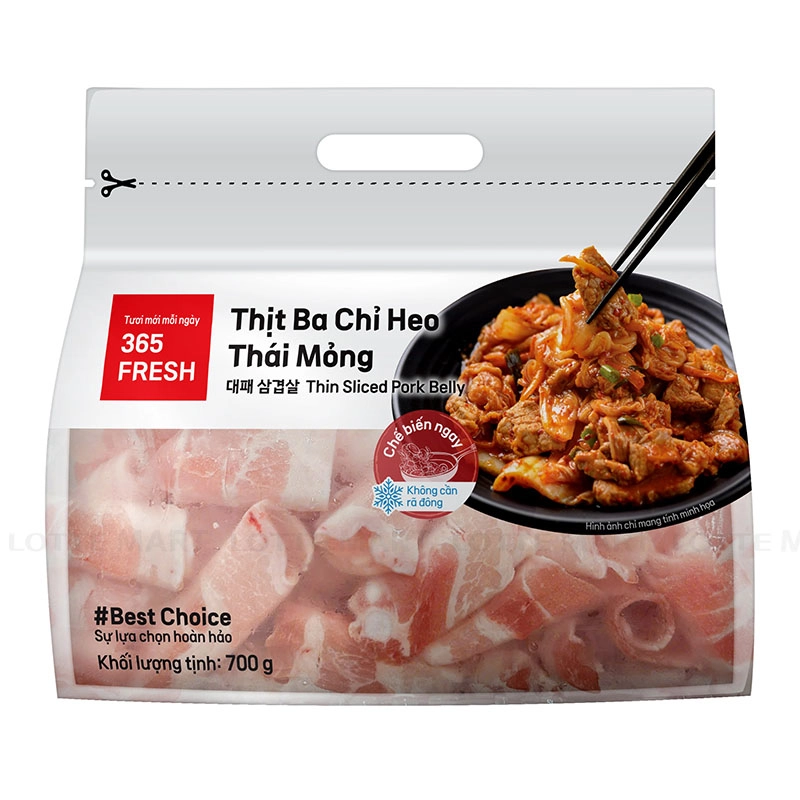 Tươi mới mỗi ngày
365
FRESH
Thịt Ba Chỉ Heo
Thái Mỏng
대패 삼겹살 Thin Sliced Pork Belly
Chế biến ngay
Không cần
rã đông
Hình ảnh chỉ mang tính minh họa
#Best Choice
Sự lựa chọn hoàn hảo
Khối lượng tịnh: 700 g